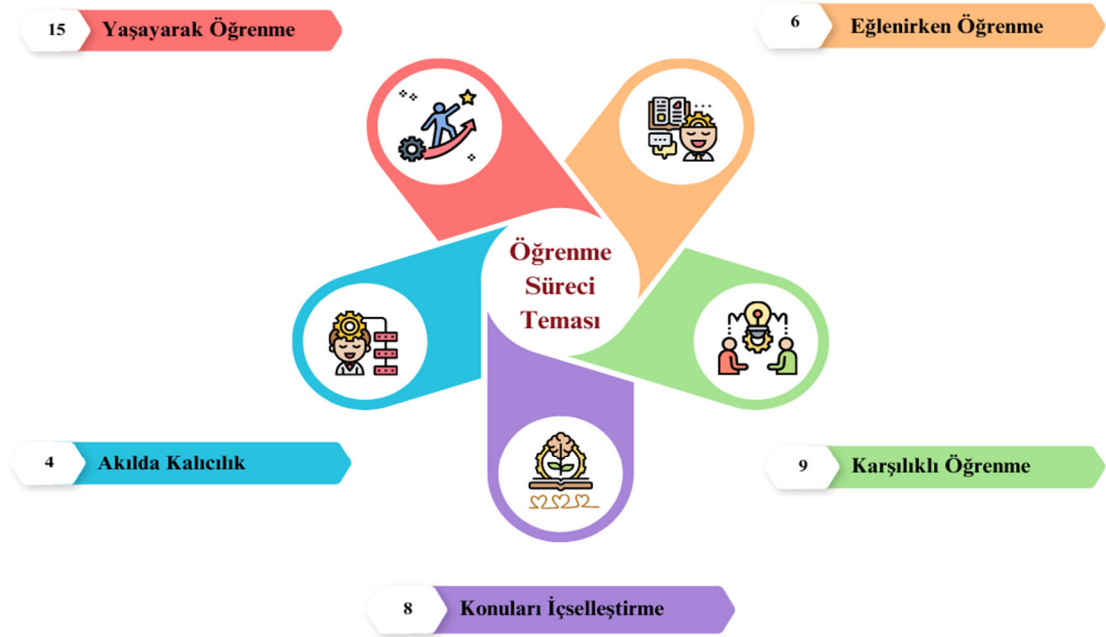 15 Yaşayarak Öğrenme
6 Eğlenirken Öğrenme
Öğrenme
Süreci
Teması
4 Akılda Kalıcılık
9 Karşılıklı Öğrenme
8 Konuları İçselleştirme